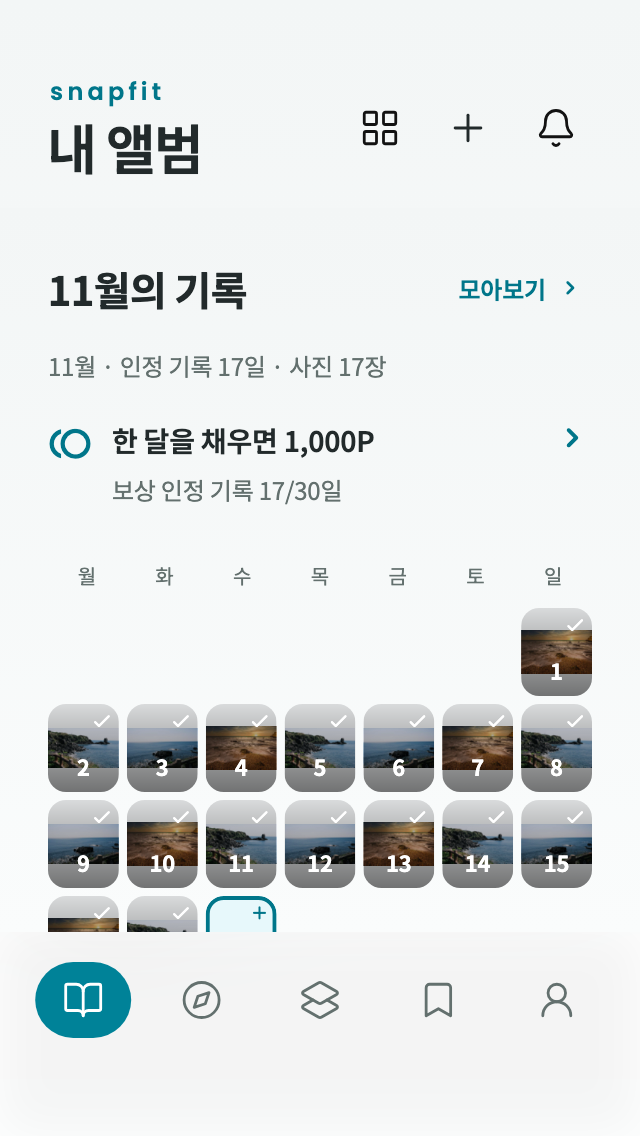 snapfit
내 앨범
11월의 기록
모아보기
11월 · 인정 기록 17일 · 사진 17장
한 달을 채우면 1,000P
보상 인정 기록 17/30일
월 화 수 목 금 토 일
1
2 3 4 5 6 7 8
9 10 11 12 13 14 15